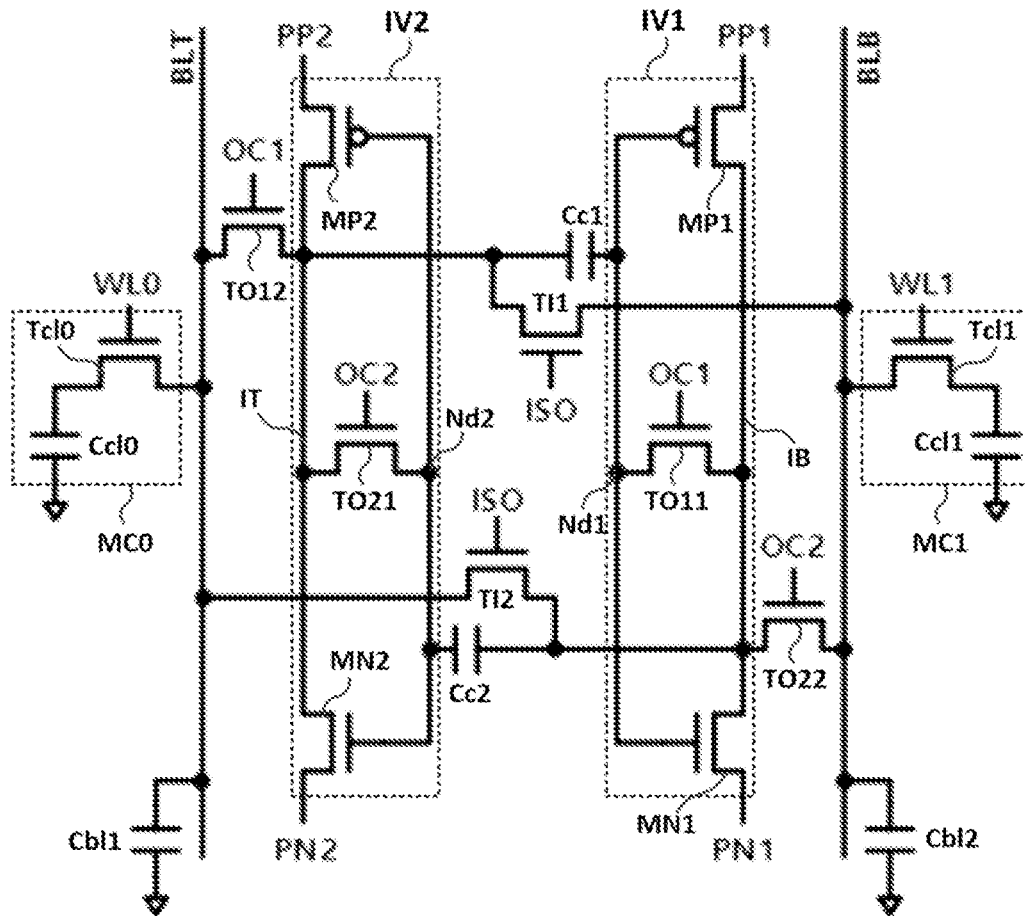 BLT
PP2
IV2
IV1
PP1
BLB
OC1
MP2
Cc1
MP1
TO12
WL0
TI1
WL1
Tcl0
Tcl1
OC2
OC1
IT
ISO
Nd2
IB
Ccl0
Ccl1
TO21
ISO
Nd1
TO11
MC0
MC1
OC2
TI2
MN2
Cc2
TO22
Cbl1
MN1
Cbl2
PN2
PN1